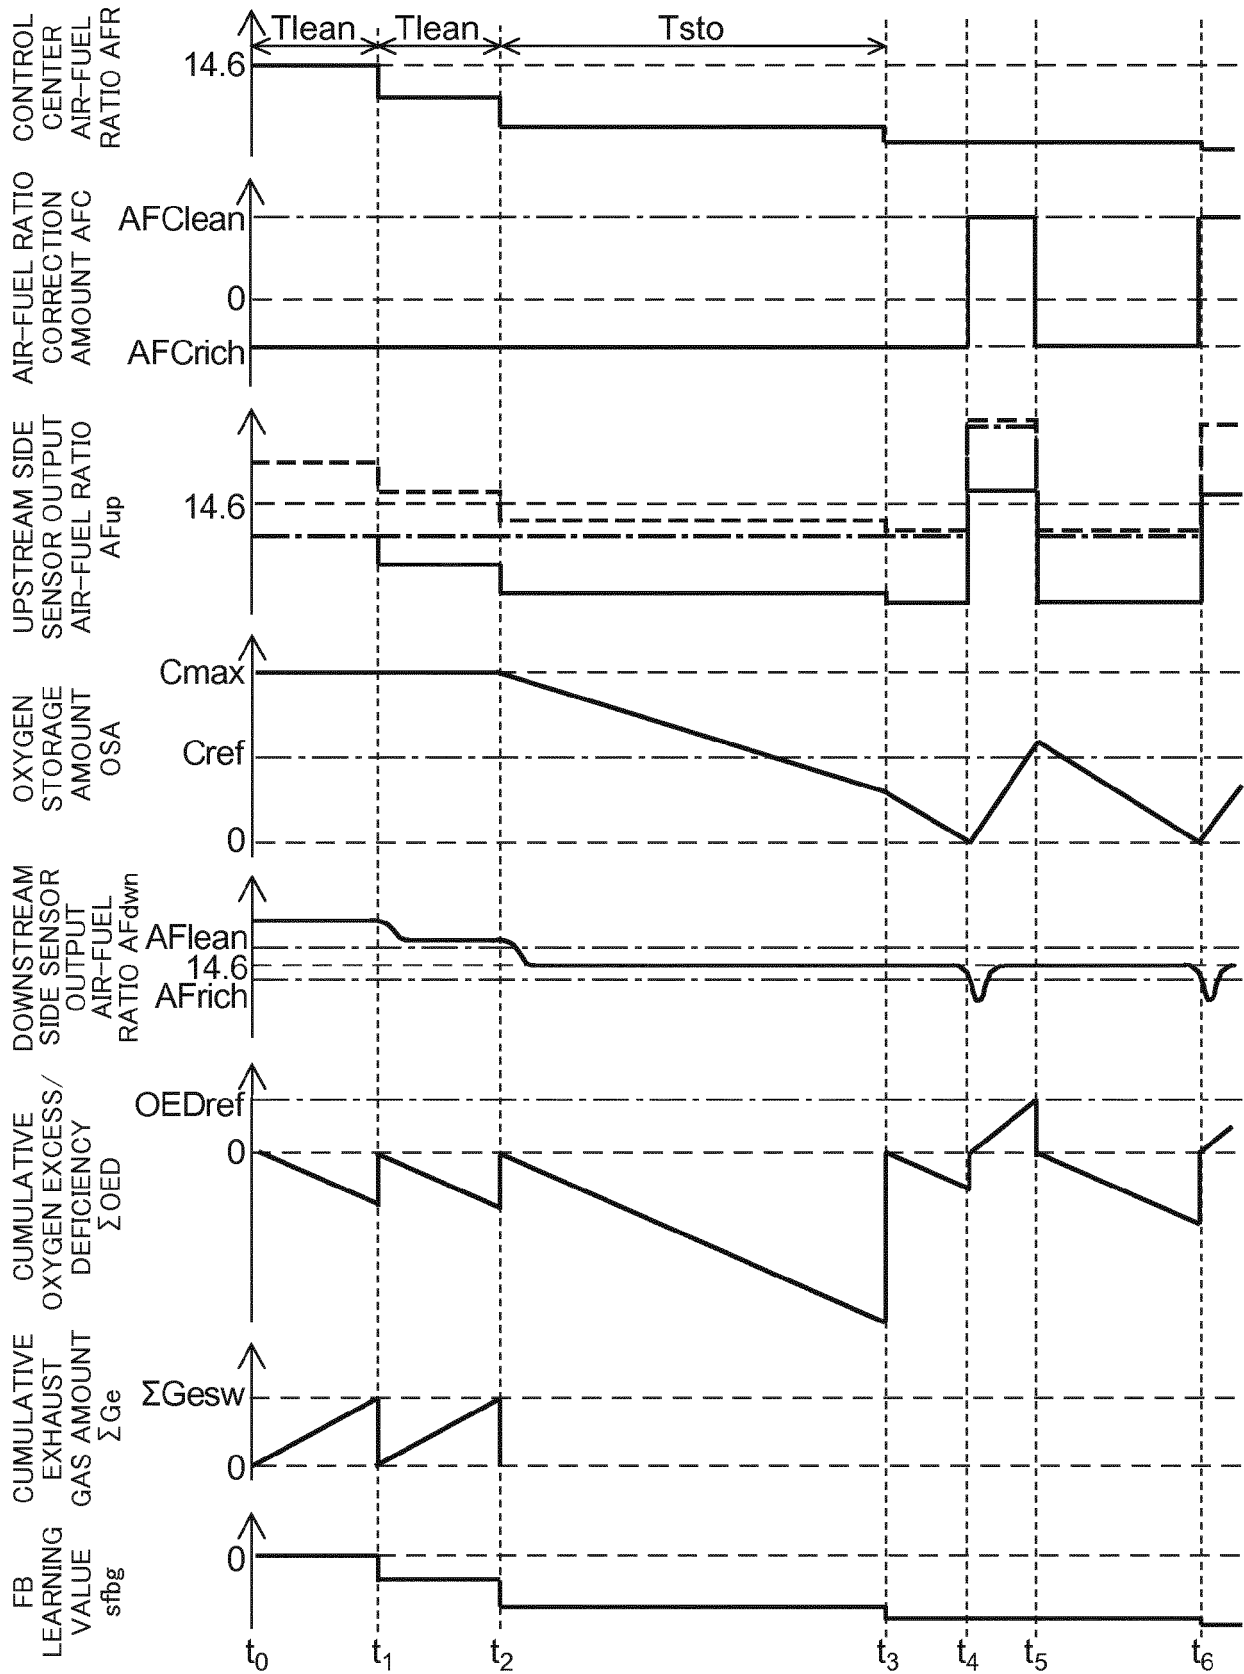 CONTROL
CENTER
AIR-FUEL
RATIO AFR
Tlean
Tlean
Tsto
14.6
AIR-FUEL RATIO
CORRECTION
AMOUNT AFC
AFClean
0
AFCrich
UPSTREAM SIDE
SENSOR OUTPUT
AIR-FUEL RATIO
AFup
14.6
OXYGEN
STORAGE
AMOUNT
OSA
Cmax
Cref
0
DOWNSTREAM
SIDE SENSOR
OUTPUT
AIR-FUEL
RATIO AFdwn
AFlean
14.6
AFrich
CUMULATIVE
OXYGEN EXCESS/
DEFICIENCY
ΣOED
OEDref
0
CUMULATIVE
EXHAUST
GAS AMOUNT
ΣGe
ΣGesw
0
FB
LEARNING
VALUE
sfbg
0
t0 t1 t2 t3 t4 t5 t6